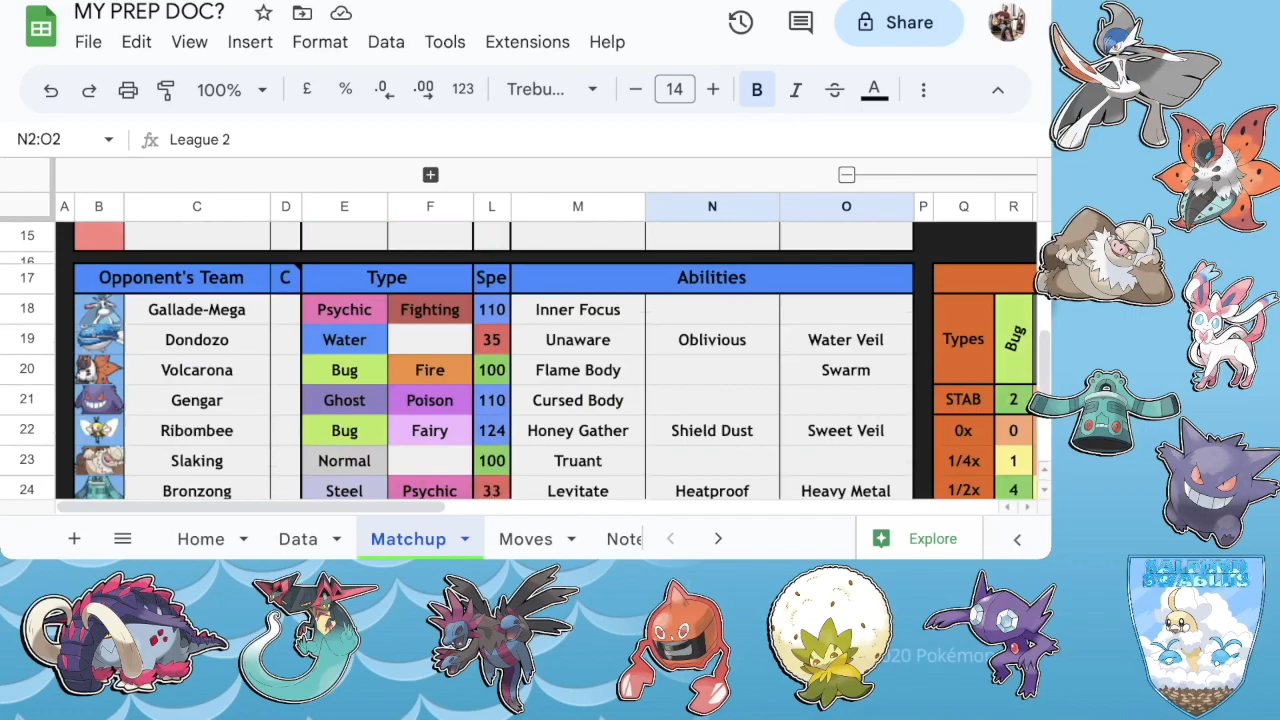 MY PREP DOC?
File Edit View Insert Format Data Tools Extensions Help
Share
100% £ % .0 .00 123 Trebu... 14 B I A
N2:O2 fx League 2
A B C D E F L M N O P Q R
15
16
17 Opponent's Team C Type Spe Abilities
18 Gallade-Mega Psychic Fighting 110 Inner Focus
19 Dondozo Water 35 Unaware Oblivious Water Veil Types Bug
20 Volcarona Bug Fire 100 Flame Body Swarm
21 Gengar Ghost Poison 110 Cursed Body STAB 2
22 Ribombee Bug Fairy 124 Honey Gather Shield Dust Sweet Veil 0x 0
23 Slaking Normal 100 Truant 1/4x 1
24 Bronzong Steel Psychic 33 Levitate Heatproof Heavy Metal 1/2x 4
Home Data Matchup Moves Note Explore
2020 Pokémon
SWABLUS